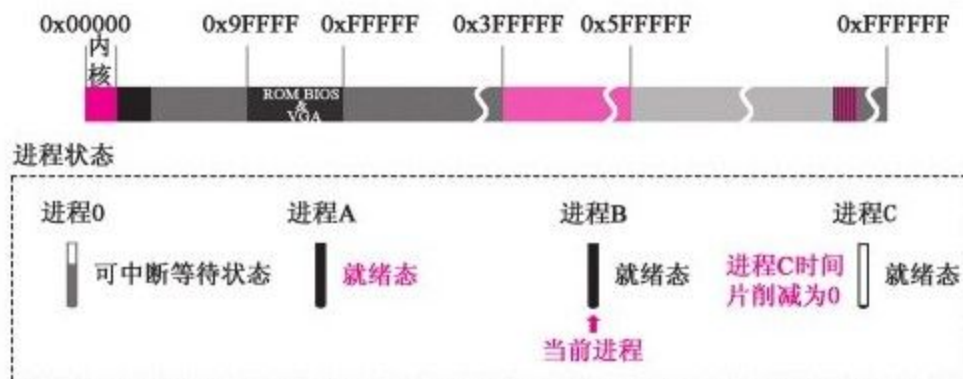 0x00000 0x9FFFF 0xFFFFF 0x3FFFFF 0x5FFFFF 0xFFFFFF
内核
ROM BIOS
&
VGA
进程状态
进程0 进程A 进程B 进程C
可中断等待状态 就绪态 就绪态 进程C时间片削减为0 就绪态
当前进程